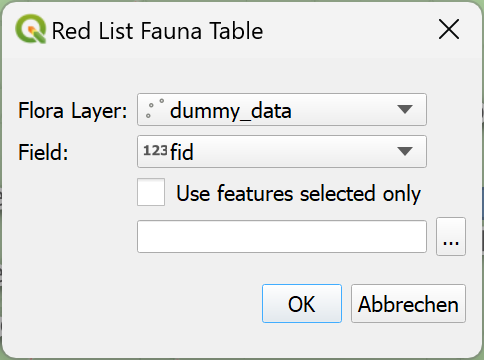 Red List Fauna Table
Flora Layer: dummy_data
Field: 123 fid
Use features selected only
...
OK Abbrechen